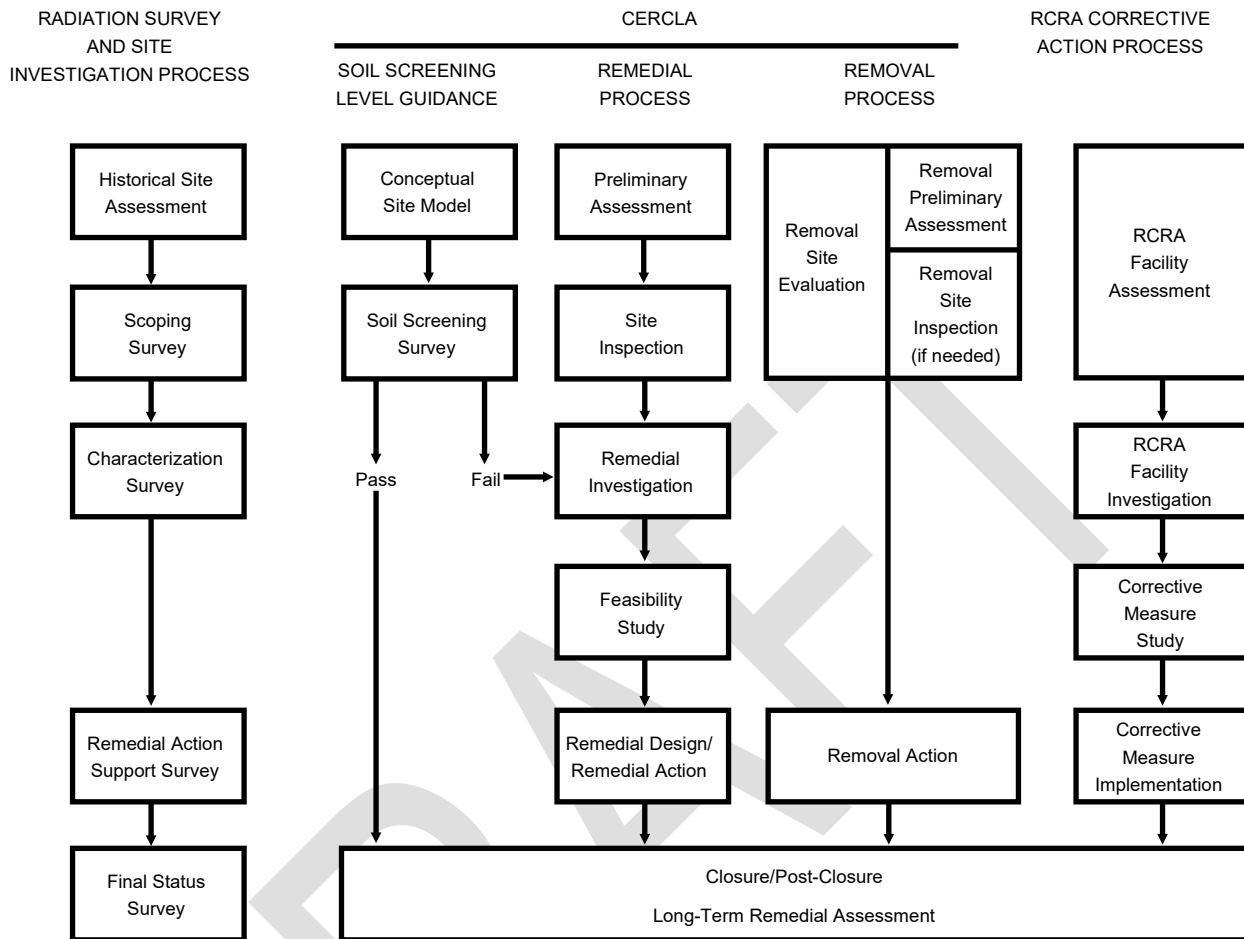 RADIATION SURVEY
AND SITE
INVESTIGATION PROCESS
CERCLA
RCRA CORRECTIVE
ACTION PROCESS
SOIL SCREENING
LEVEL GUIDANCE
REMEDIAL
PROCESS
REMOVAL
PROCESS
Historical Site
Assessment
Scoping
Survey
Characterization
Survey
Remedial Action
Support Survey
Final Status
Survey
Conceptual
Site Model
Soil Screening
Survey
Pass
Fail
Preliminary
Assessment
Site
Inspection
Remedial
Investigation
Feasibility
Study
Remedial Design/
Remedial Action
Removal
Site
Evaluation
Removal
Preliminary
Assessment
Removal
Site
Inspection
(if needed)
Removal Action
RCRA
Facility
Assessment
RCRA
Facility
Investigation
Corrective
Measure
Study
Corrective
Measure
Implementation
Closure/Post-Closure
Long-Term Remedial Assessment
DRAFT